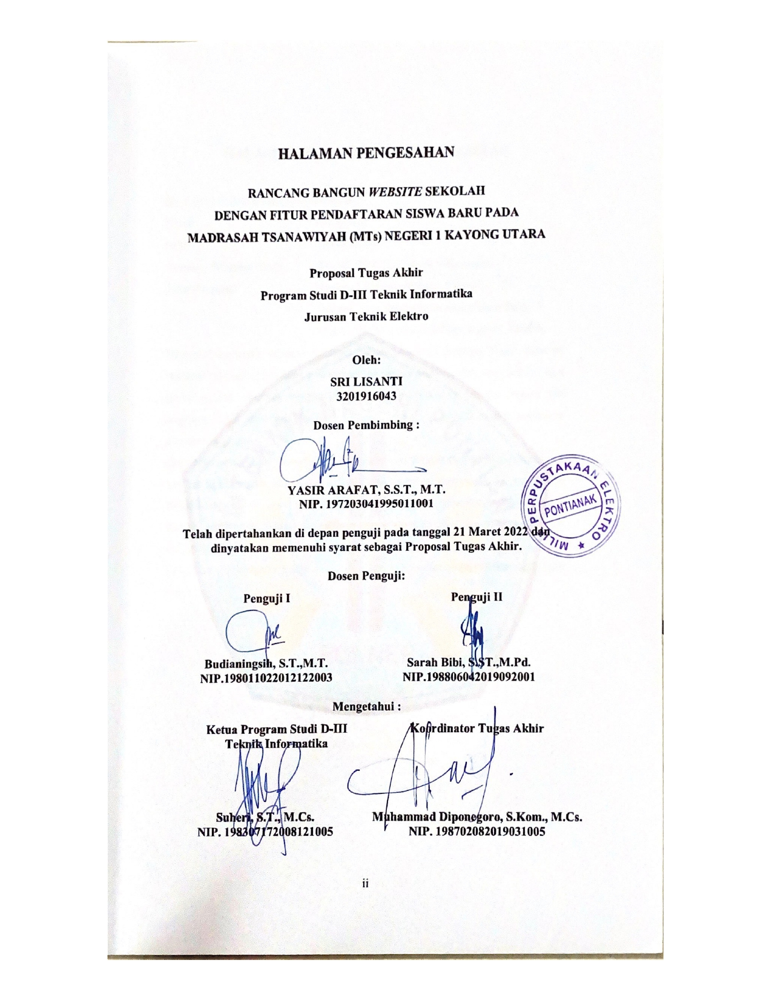 HALAMAN PENGESAHAN
RANCANG BANGUN WEBSITE SEKOLAH
DENGAN FITUR PENDAFTARAN SISWA BARU PADA
MADRASAH TSANAWIYAH (MTs) NEGERI 1 KAYONG UTARA
Proposal Tugas Akhir
Program Studi D-III Teknik Informatika
Jurusan Teknik Elektro
Oleh:
SRI LISANTI
3201916043
Dosen Pembimbing :
YASIR ARAFAT, S.S.T., M.T.
NIP. 197203041995011001
MILIK PERPUSTAKAAN ELEKTRO
PONTIANAK
Telah dipertahankan di depan penguji pada tanggal 21 Maret 2022 dan
dinyatakan memenuhi syarat sebagai Proposal Tugas Akhir.
Dosen Penguji:
Penguji I
Penguji II
Budianingsih, S.T.,M.T.
NIP.198011022012122003
Sarah Bibi, S.ST.,M.Pd.
NIP.198806042019092001
Mengetahui :
Ketua Program Studi D-III
Teknik Informatika
Koordinator Tugas Akhir
Suheri, S.T., M.Cs.
NIP. 198307172008121005
Muhammad Diponegoro, S.Kom., M.Cs.
NIP. 198702082019031005
ii